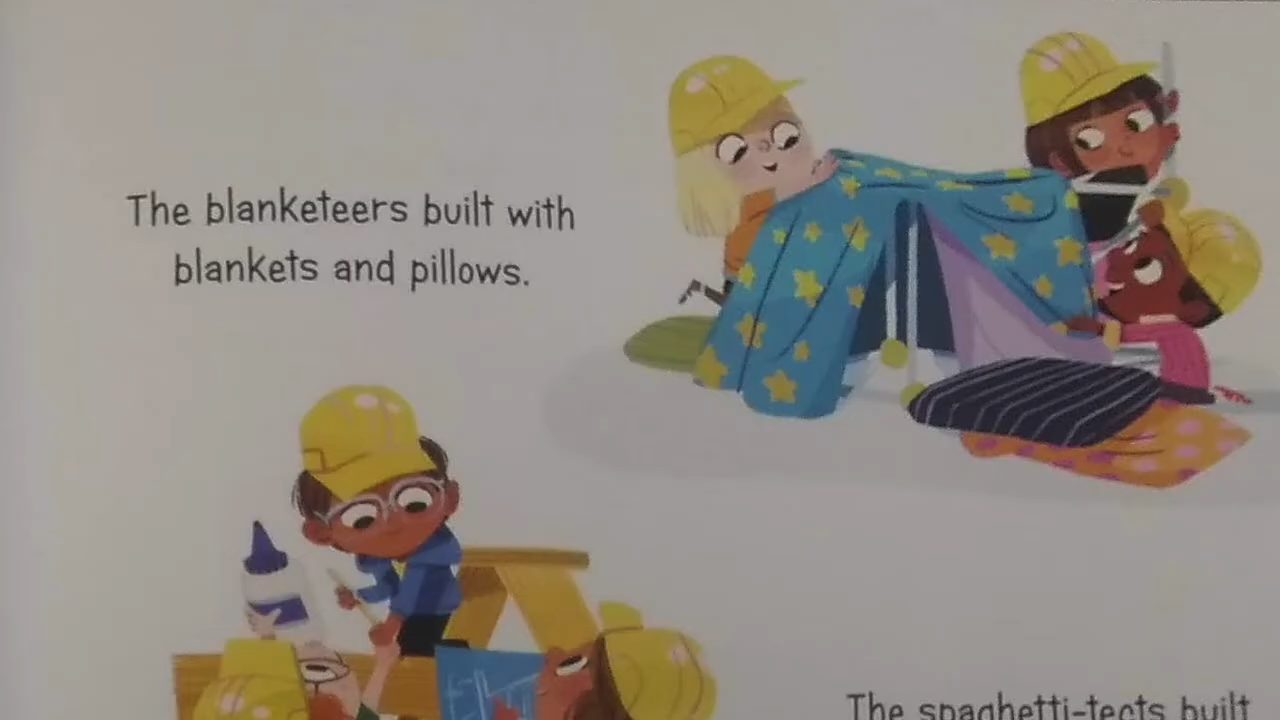 The blanketeers built with
blankets and pillows.
The spaghetti-tects built